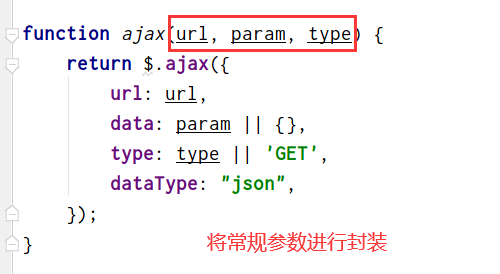 function ajax(url, param, type) {
return $.ajax({
url: url,
data: param || {},
type: type || 'GET',
dataType: "json",
});
}
将常规参数进行封装